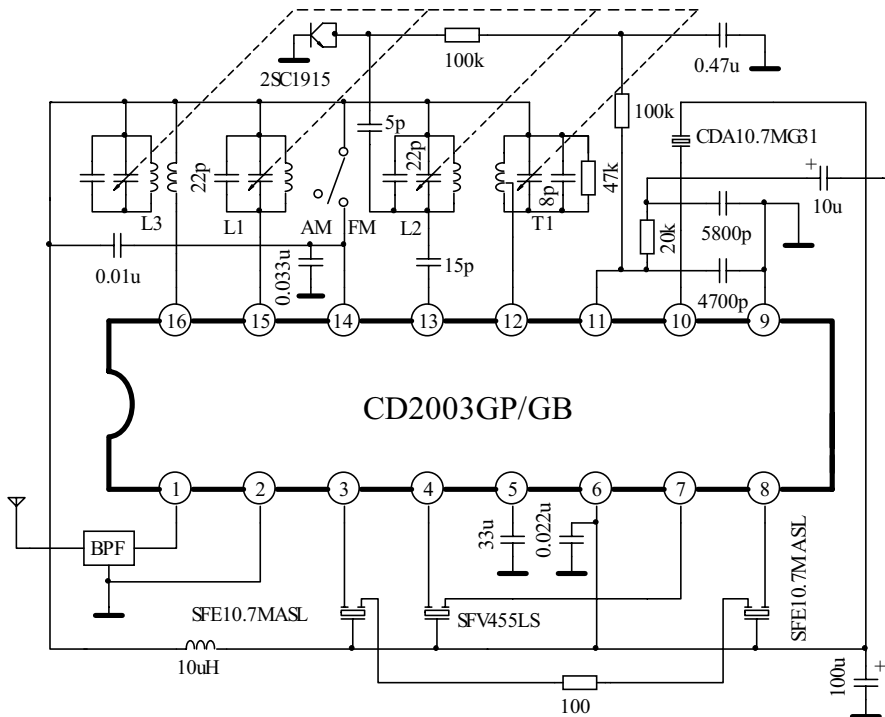 2SC1915
100k
0.47u
100k
CDA10.7MG31
5p
22p
22p
8p
47k
+
10u
L3
L1
AM
FM
L2
T1
20k
5800p
0.01u
0.033u
15p
4700p
16
15
14
13
12
11
10
9
CD2003GP/GB
1
2
3
4
5
6
7
8
BPF
33u
0.022u
SFE10.7MASL
SFV455LS
SFE10.7MASL
10uH
100
100u
+